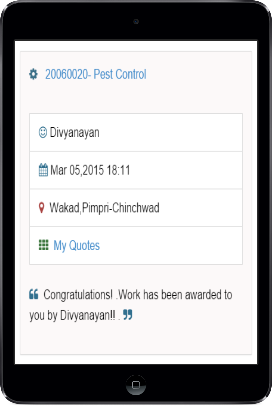 20060020- Pest Control
Divyanayan
Mar 05,2015 18:11
Wakad,Pimpri-Chinchwad
My Quotes
“ Congratulations! .Work has been awarded to
you by Divyanayan!! . ”